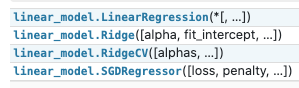 linear_model.LinearRegression(*[, ...])
linear_model.Ridge([alpha, fit_intercept, ...])
linear_model.RidgeCV([alphas, ...])
linear_model.SGDRegressor([loss, penalty, ...])